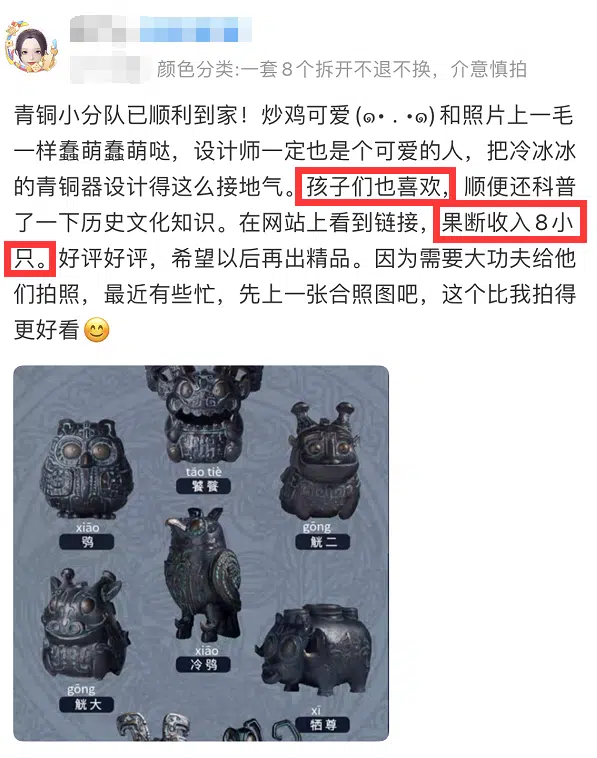 颜色分类:一套8个拆开不退不换，介意慎拍
青铜小分队已顺利到家！炒鸡可爱(๑• . •๑)和照片上一毛
一样蠢萌蠢萌哒，设计师一定也是个可爱的人，把冷冰冰
的青铜器设计得这么接地气。孩子们也喜欢，顺便还科普
了一下历史文化知识。在网站上看到链接，果断收入8小
只。好评好评，希望以后再出精品。因为需要大功夫给他
们拍照，最近有些忙，先上一张合照图吧，这个比我拍得
更好看😊
tāo tiè
饕餮
xiāo
鸮
gōng
觥二
xiāo
冷鸮
gōng
觥大
xī
牺尊